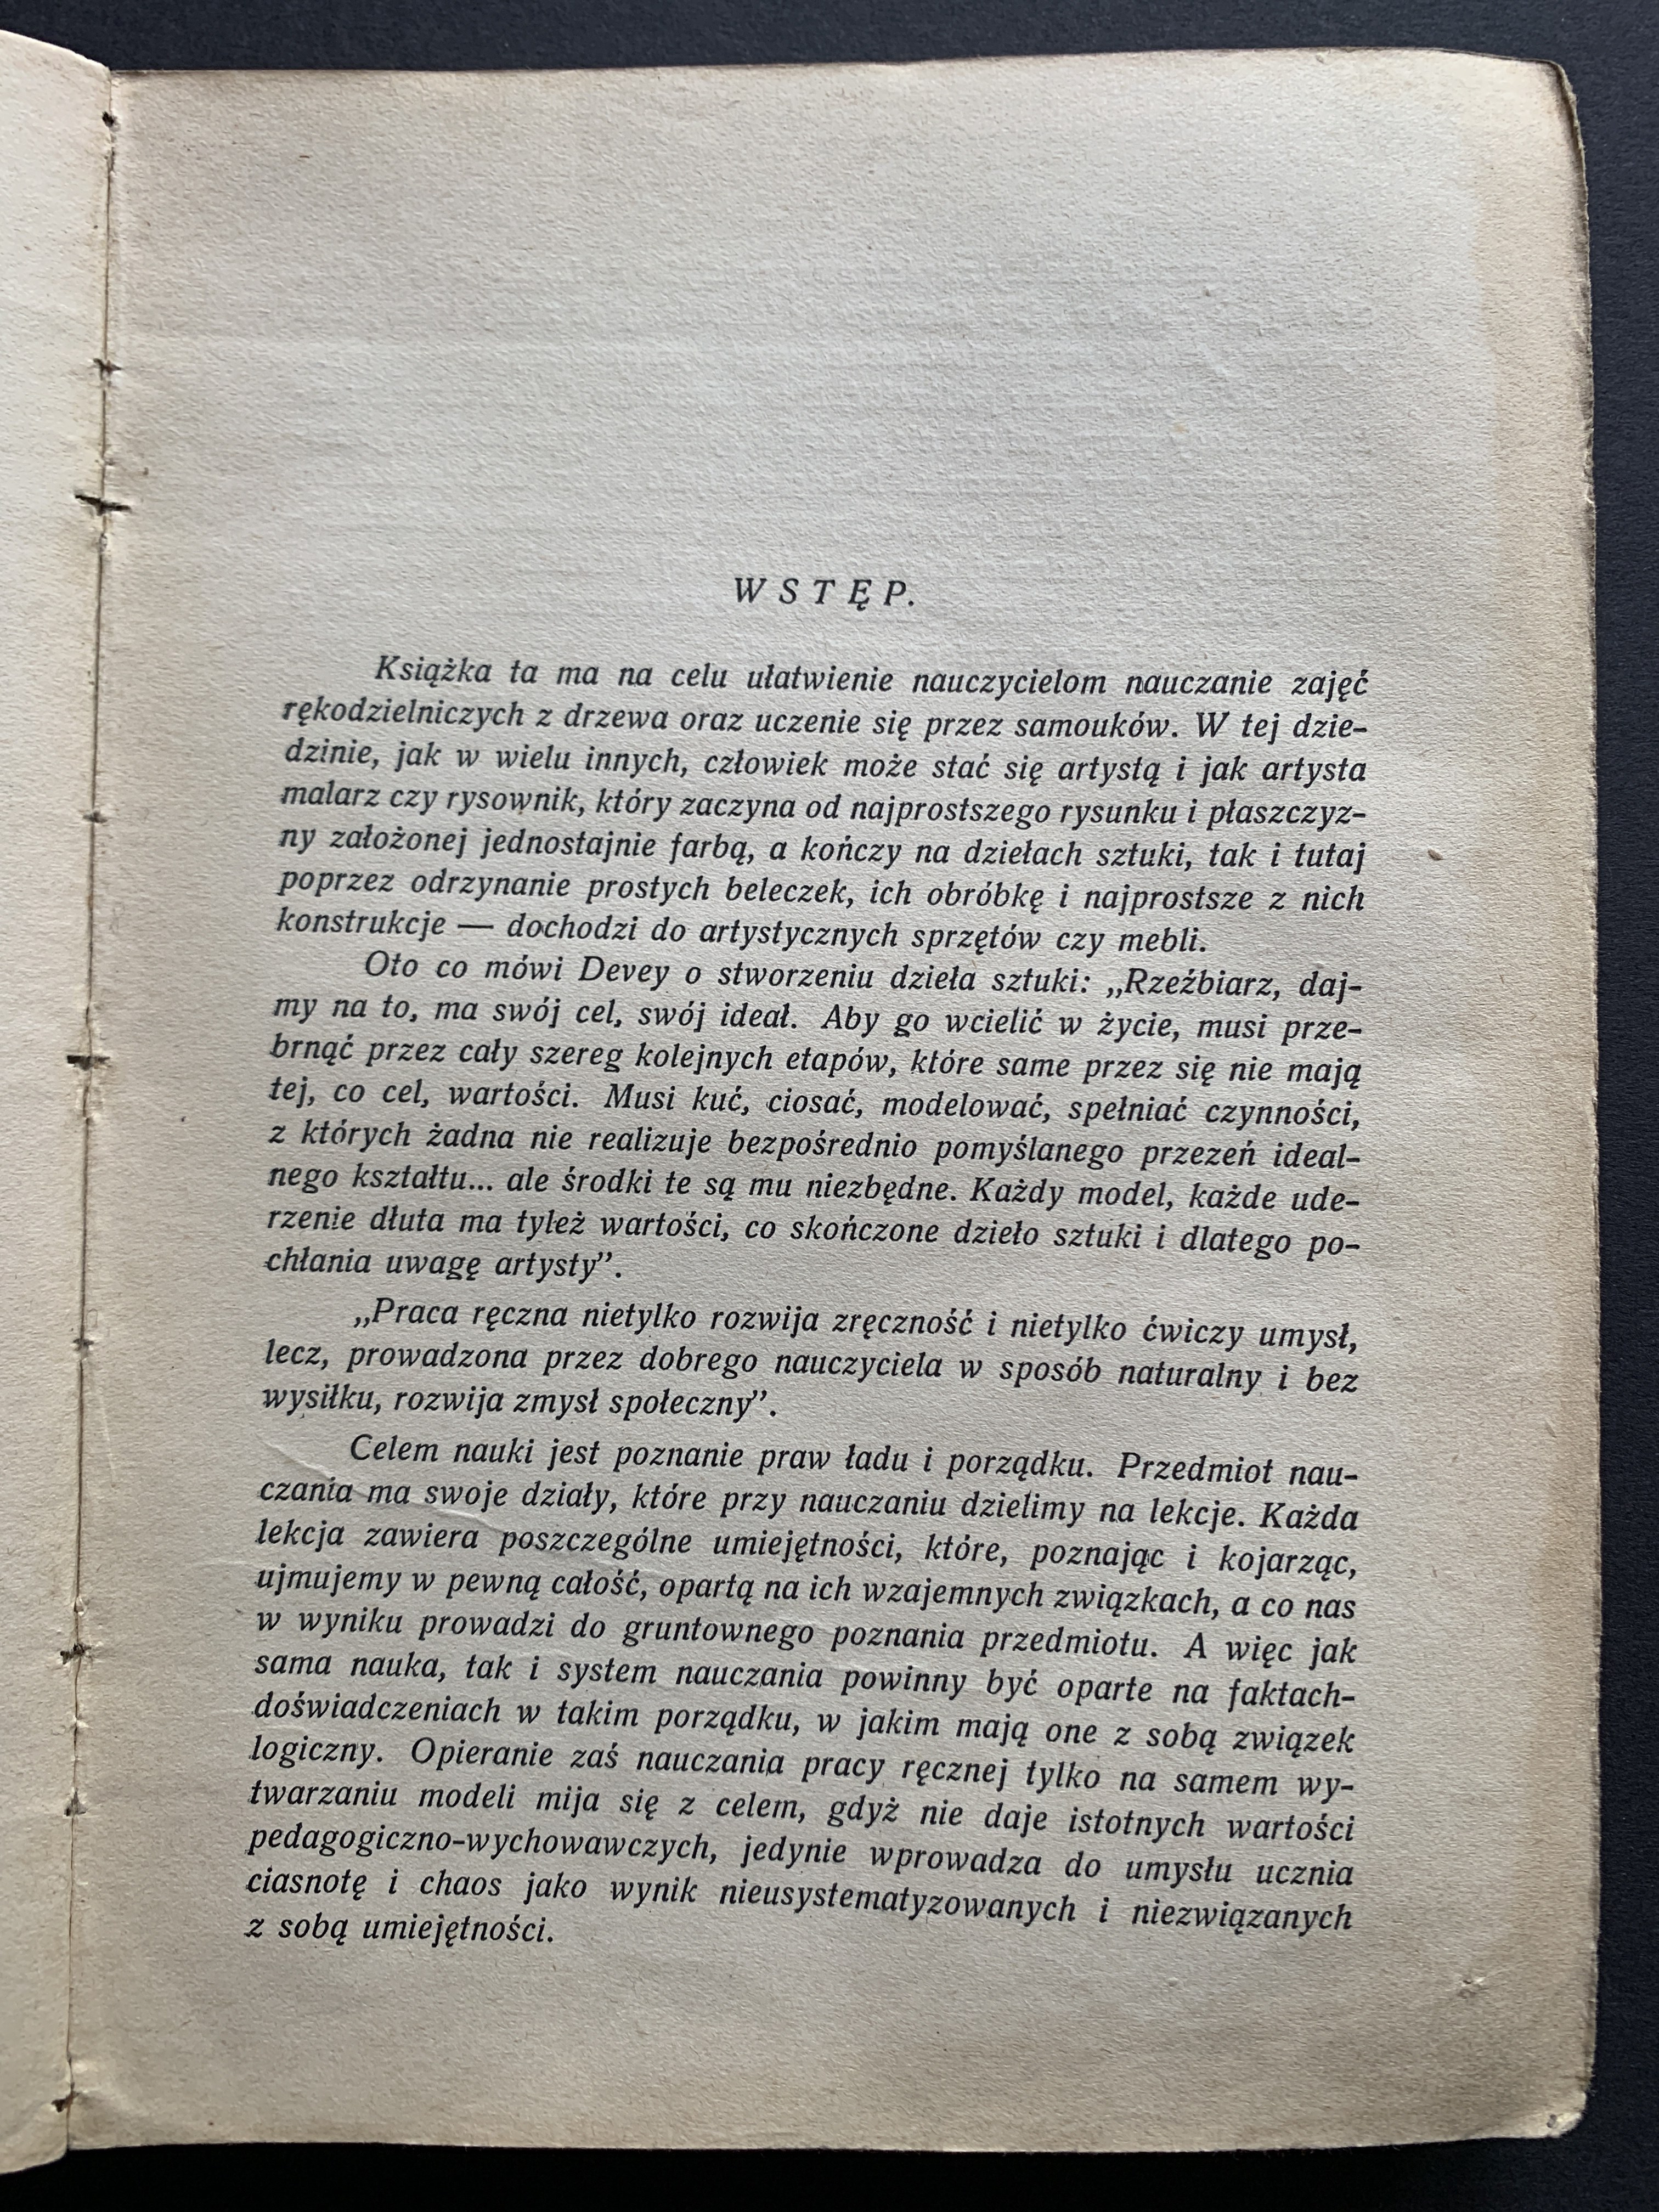 WSTĘP.
Książka ta ma na celu ułatwienie nauczycielom nauczanie zajęć
rękodzielniczych z drzewa oraz uczenie się przez samouków. W tej dzie-
dzinie, jak w wielu innych, człowiek może stać się artystą i jak artysta
malarz czy rysownik, który zaczyna od najprostszego rysunku i płaszczyz-
ny założonej jednostajnie farbą, a kończy na dziełach sztuki, tak i tutaj
poprzez odrzynanie prostych beleczek, ich obróbkę i najprostsze z nich
konstrukcje — dochodzi do artystycznych sprzętów czy mebli.
Oto co mówi Devey o stworzeniu dzieła sztuki: „Rzeźbiarz, daj-
my na to, ma swój cel, swój ideał. Aby go wcielić w życie, musi prze-
brnąć przez cały szereg kolejnych etapów, które same przez się nie mają
tej, co cel, wartości. Musi kuć, ciosać, modelować, spełniać czynności,
z których żadna nie realizuje bezpośrednio pomyślanego przezeń ideal-
nego kształtu... ale środki te są mu niezbędne. Każdy model, każde ude-
rzenie dłuta ma tyleż wartości, co skończone dzieło sztuki i dlatego po-
chłania uwagę artysty”.
„Praca ręczna nietylko rozwija zręczność i nietylko ćwiczy umysł,
lecz, prowadzona przez dobrego nauczyciela w sposób naturalny i bez
wysiłku, rozwija zmysł społeczny”.
Celem nauki jest poznanie praw ładu i porządku. Przedmiot nau-
czania ma swoje działy, które przy nauczaniu dzielimy na lekcje. Każda
lekcja zawiera poszczególne umiejętności, które, poznając i kojarząc,
ujmujemy w pewną całość, opartą na ich wzajemnych związkach, a co nas
w wyniku prowadzi do gruntownego poznania przedmiotu. A więc jak
sama nauka, tak i system nauczania powinny być oparte na faktach-
doświadczeniach w takim porządku, w jakim mają one z sobą związek
logiczny. Opieranie zaś nauczania pracy ręcznej tylko na samem wy-
twarzaniu modeli mija się z celem, gdyż nie daje istotnych wartości
pedagogiczno-wychowawczych, jedynie wprowadza do umysłu ucznia
ciasnotę i chaos jako wynik nieusystematyzowanych i niezwiązanych
z sobą umiejętności.